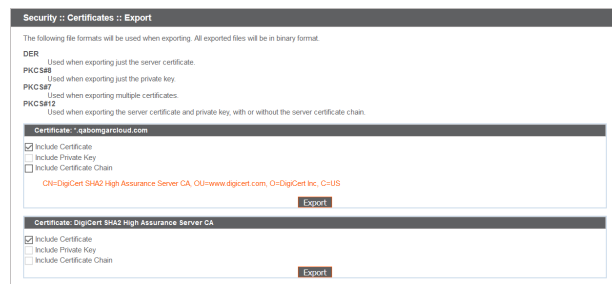 Security :: Certificates :: Export
The following file formats will be used when exporting. All exported files will be in binary format.
DER
Used when exporting just the server certificate.
PKCS#8
Used when exporting just the private key.
PKCS#7
Used when exporting multiple certificates.
PKCS#12
Used when exporting the server certificate and private key, with or without the server certificate chain.
Certificate: *.qabomgarcloud.com
Include Certificate
Include Private Key
Include Certificate Chain
CN=DigiCert SHA2 High Assurance Server CA, OU=www.digicert.com, O=DigiCert Inc, C=US
Export
Certificate: DigiCert SHA2 High Assurance Server CA
Include Certificate
Include Private Key
Include Certificate Chain
Export